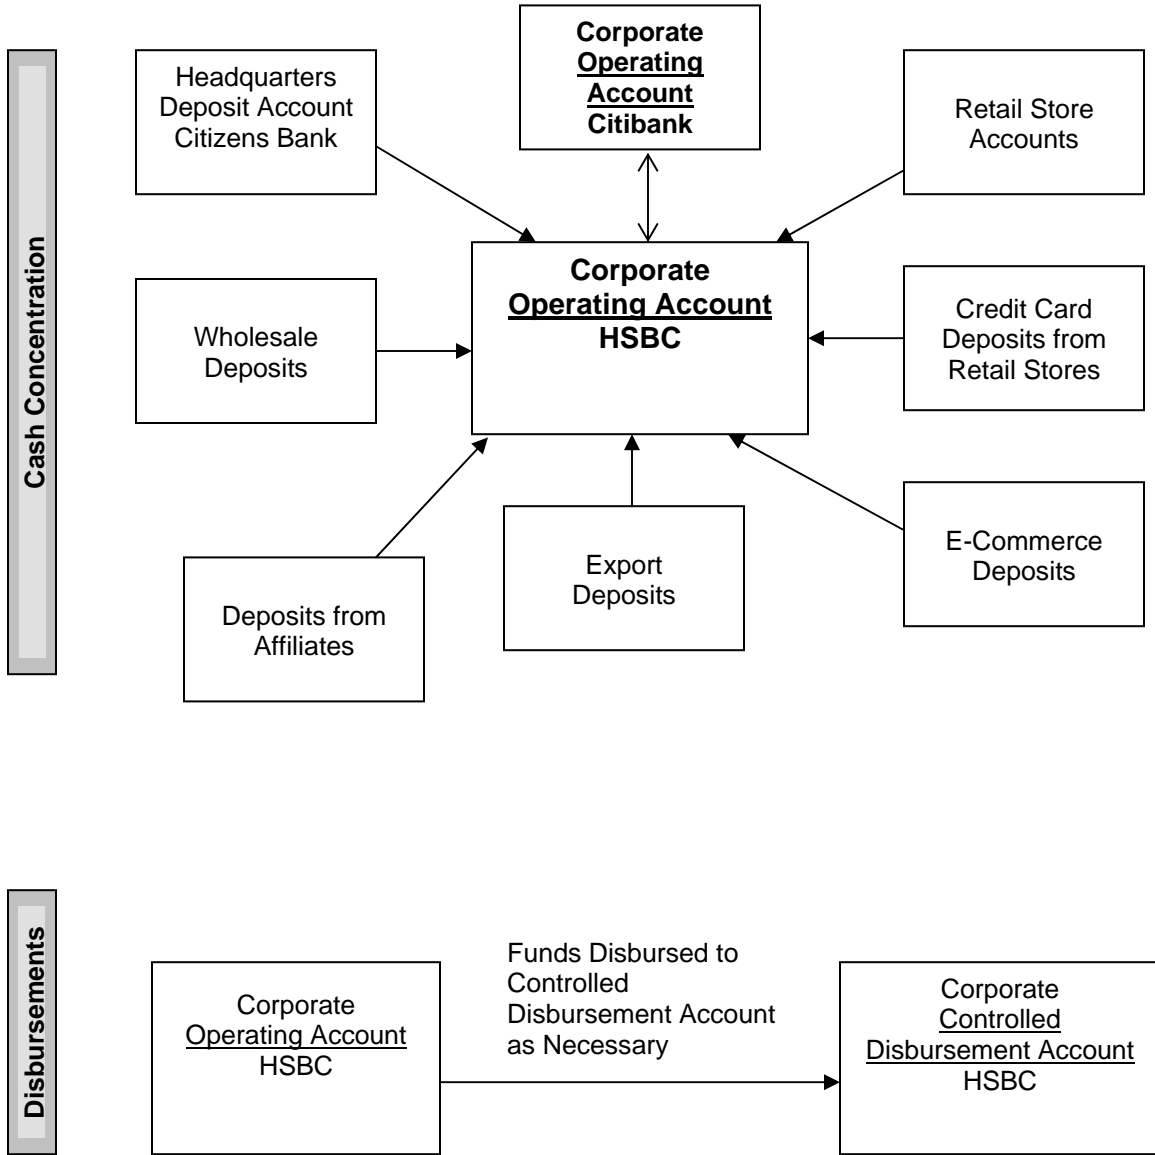 Cash Concentration
Headquarters
Deposit Account
Citizens Bank
Corporate
Operating
Account
Citibank
Retail Store
Accounts
Wholesale
Deposits
Corporate
Operating Account
HSBC
Credit Card
Deposits from
Retail Stores
Deposits from
Affiliates
Export
Deposits
E-Commerce
Deposits
Disbursements
Corporate
Operating Account
HSBC
Funds Disbursed to
Controlled
Disbursement Account
as Necessary
Corporate
Controlled
Disbursement Account
HSBC